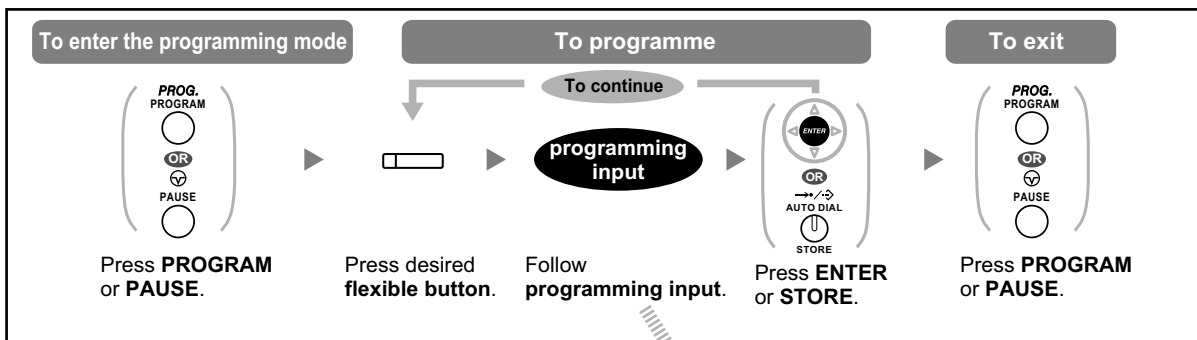 To enter the programming mode
To programme
To exit
To continue
PROG.
PROGRAM
OR
PAUSE
programming
input
ENTER
OR
AUTO DIAL
STORE
PROG.
PROGRAM
OR
PAUSE
Press PROGRAM
or PAUSE.
Press desired
flexible button.
Follow
programming input.
Press ENTER
or STORE.
Press PROGRAM
or PAUSE.